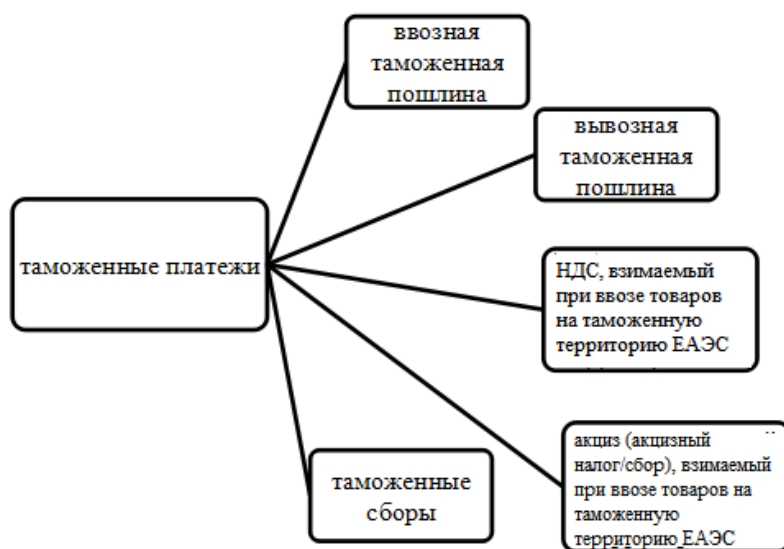 ввозная
таможенная
пошлина
вывозная
таможенная
пошлина
таможенные платежи
НДС, взимаемый
при ввозе товаров
на таможенную
территорию ЕАЭС
акциз (акцизный
налог/сбор), взимаемый
при ввозе товаров на
таможенную
территорию ЕАЭС
таможенные
сборы